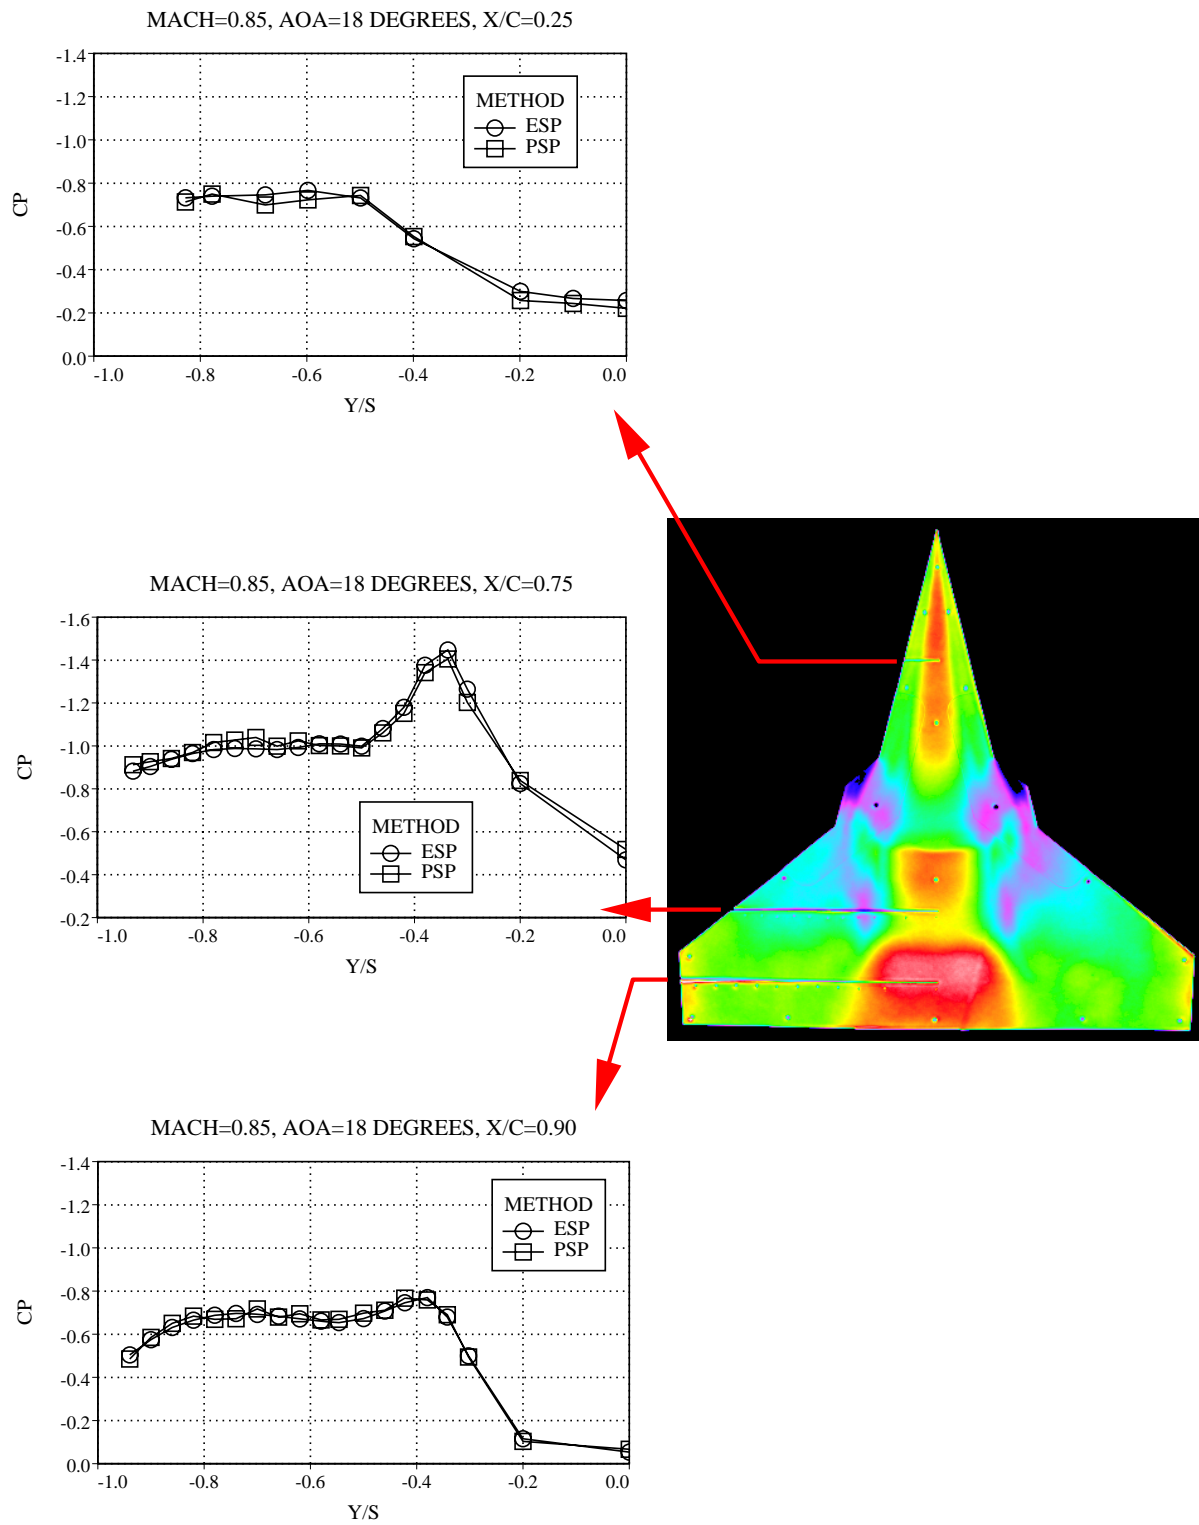 MACH=0.85, AOA=18 DEGREES, X/C=0.25
-1.4
-1.2
-1.0
-0.8
-0.6
-0.4
-0.2
0.0
CP
METHOD
ESP
PSP
-1.0 -0.8 -0.6 -0.4 -0.2 0.0
Y/S
MACH=0.85, AOA=18 DEGREES, X/C=0.75
-1.6
-1.4
-1.2
-1.0
-0.8
-0.6
-0.4
-0.2
CP
METHOD
ESP
PSP
-1.0 -0.8 -0.6 -0.4 -0.2 0.0
Y/S
MACH=0.85, AOA=18 DEGREES, X/C=0.90
-1.4
-1.2
-1.0
-0.8
-0.6
-0.4
-0.2
0.0
CP
METHOD
ESP
PSP
-1.0 -0.8 -0.6 -0.4 -0.2 0.0
Y/S